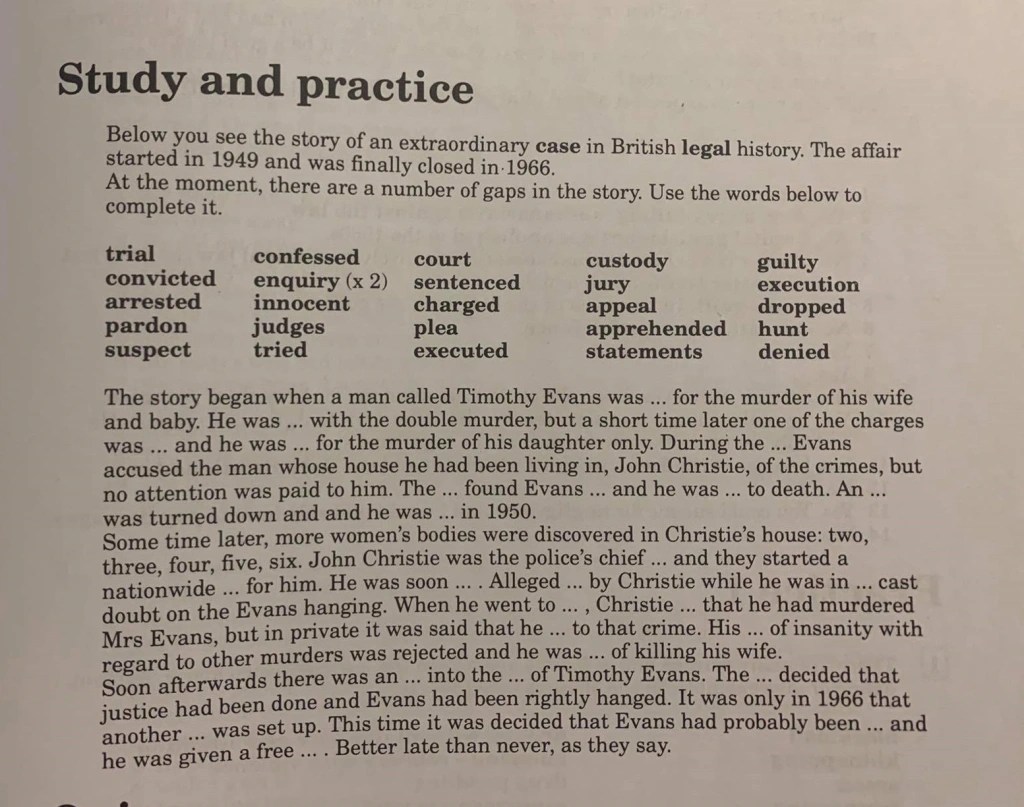 Study and practice
Below you see the story of an extraordinary case in British legal history. The affair
started in 1949 and was finally closed in 1966.
At the moment, there are a number of gaps in the story. Use the words below to
complete it.
trial confessed court custody guilty
convicted enquiry (x 2) sentenced jury execution
arrested innocent charged appeal dropped
pardon judges plea apprehended hunt
suspect tried executed statements denied
The story began when a man called Timothy Evans was ... for the murder of his wife
and baby. He was ... with the double murder, but a short time later one of the charges
was ... and he was ... for the murder of his daughter only. During the ... Evans
accused the man whose house he had been living in, John Christie, of the crimes, but
no attention was paid to him. The ... found Evans ... and he was ... to death. An ...
was turned down and and he was ... in 1950.
Some time later, more women's bodies were discovered in Christie's house: two,
three, four, five, six. John Christie was the police's chief ... and they started a
nationwide ... for him. He was soon ... . Alleged ... by Christie while he was in ... cast
doubt on the Evans hanging. When he went to ... , Christie ... that he had murdered
Mrs Evans, but in private it was said that he ... to that crime. His ... of insanity with
regard to other murders was rejected and he was ... of killing his wife.
Soon afterwards there was an ... into the ... of Timothy Evans. The ... decided that
justice had been done and Evans had been rightly hanged. It was only in 1966 that
another ... was set up. This time it was decided that Evans had probably been ... and
he was given a free ... . Better late than never, as they say.